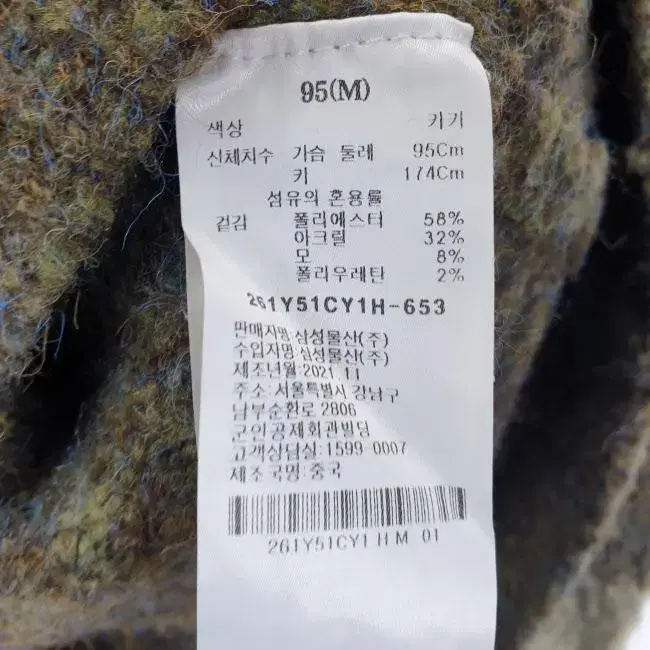 95(M)
색상 카키
신체치수 가슴 둘레 95Cm
키 174Cm
섬유의 혼용률
겉감 폴리에스터 58%
아크릴 32%
모 8%
폴리우레탄 2%
261Y51CY1H-653
판매자명:삼성물산(주)
수입자명:삼성물산(주)
제조년월:2021.11
주소:서울특별시 강남구
남부순환로 2806
군인공제회관빌딩
고객상담실:1599-0007
제조국명:중국
261Y51CY1HM 01